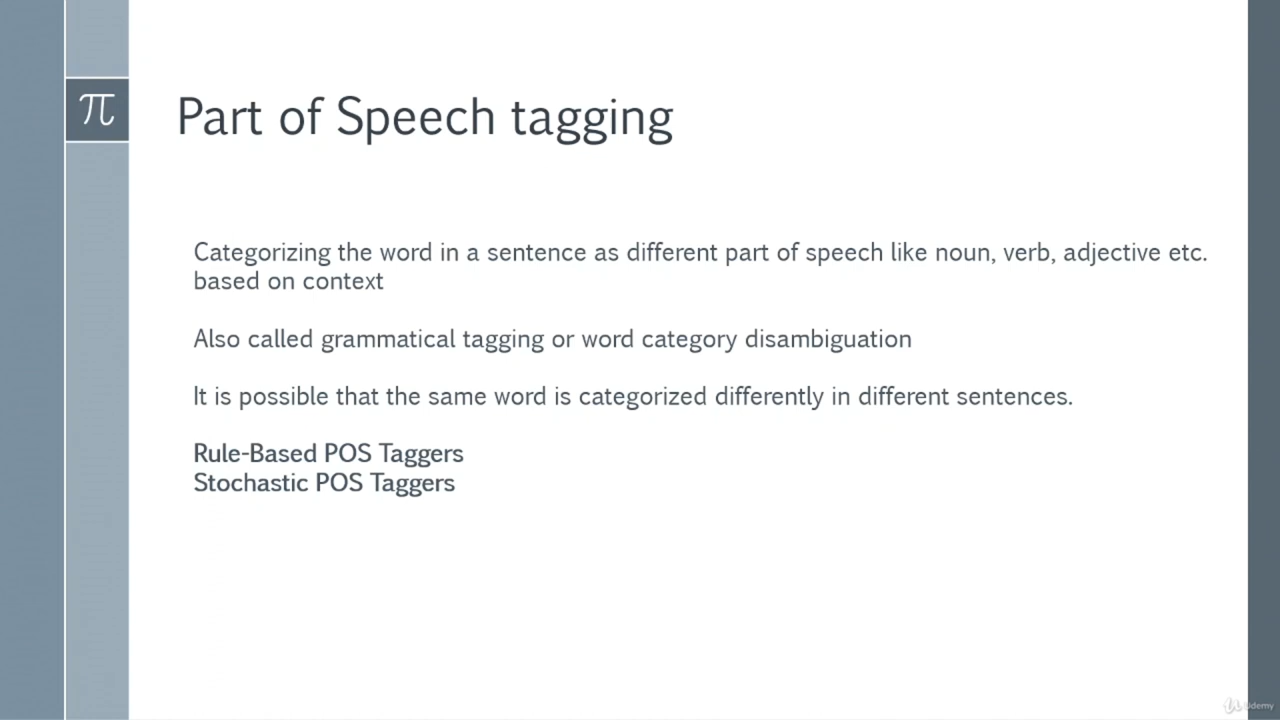 π
Part of Speech tagging
Categorizing the word in a sentence as different part of speech like noun, verb, adjective etc.
based on context
Also called grammatical tagging or word category disambiguation
It is possible that the same word is categorized differently in different sentences.
Rule-Based POS Taggers
Stochastic POS Taggers
Udemy